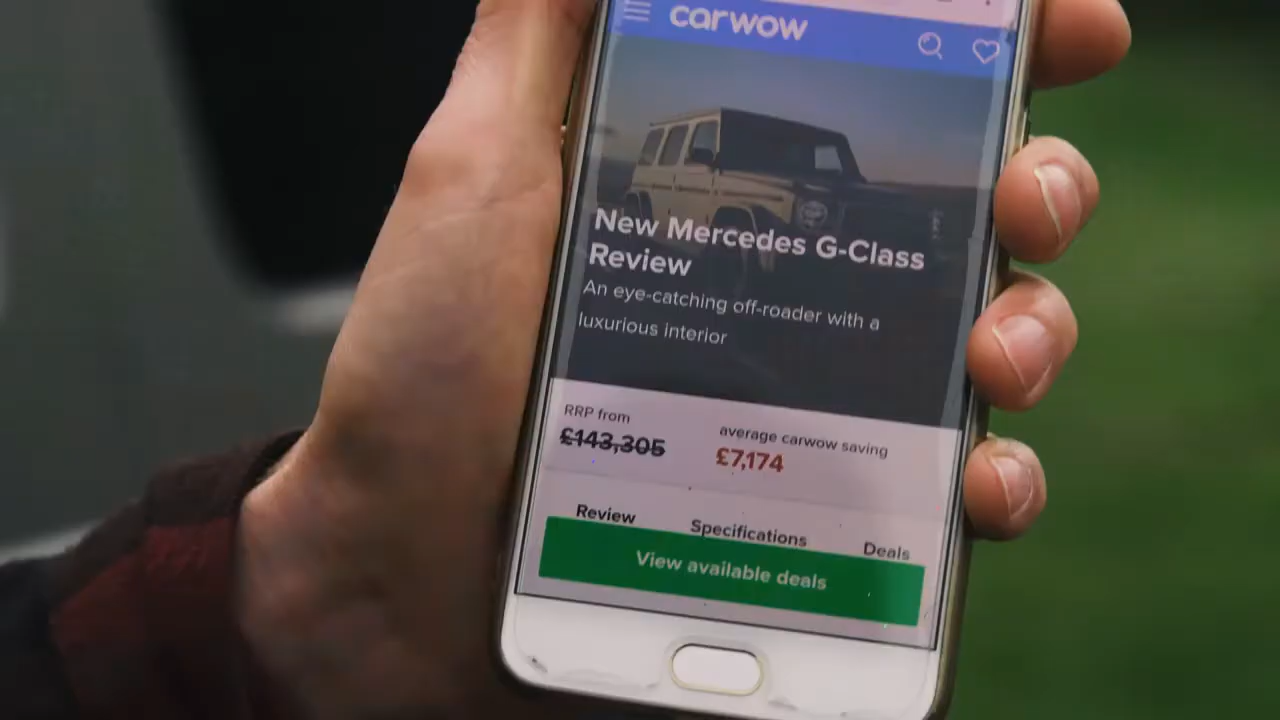 carwow
New Mercedes G-Class
Review
An eye-catching off-roader with a
luxurious interior
RRP from
£143,305
average carwow saving
£7,174
Review
Specifications
Deals
View available deals